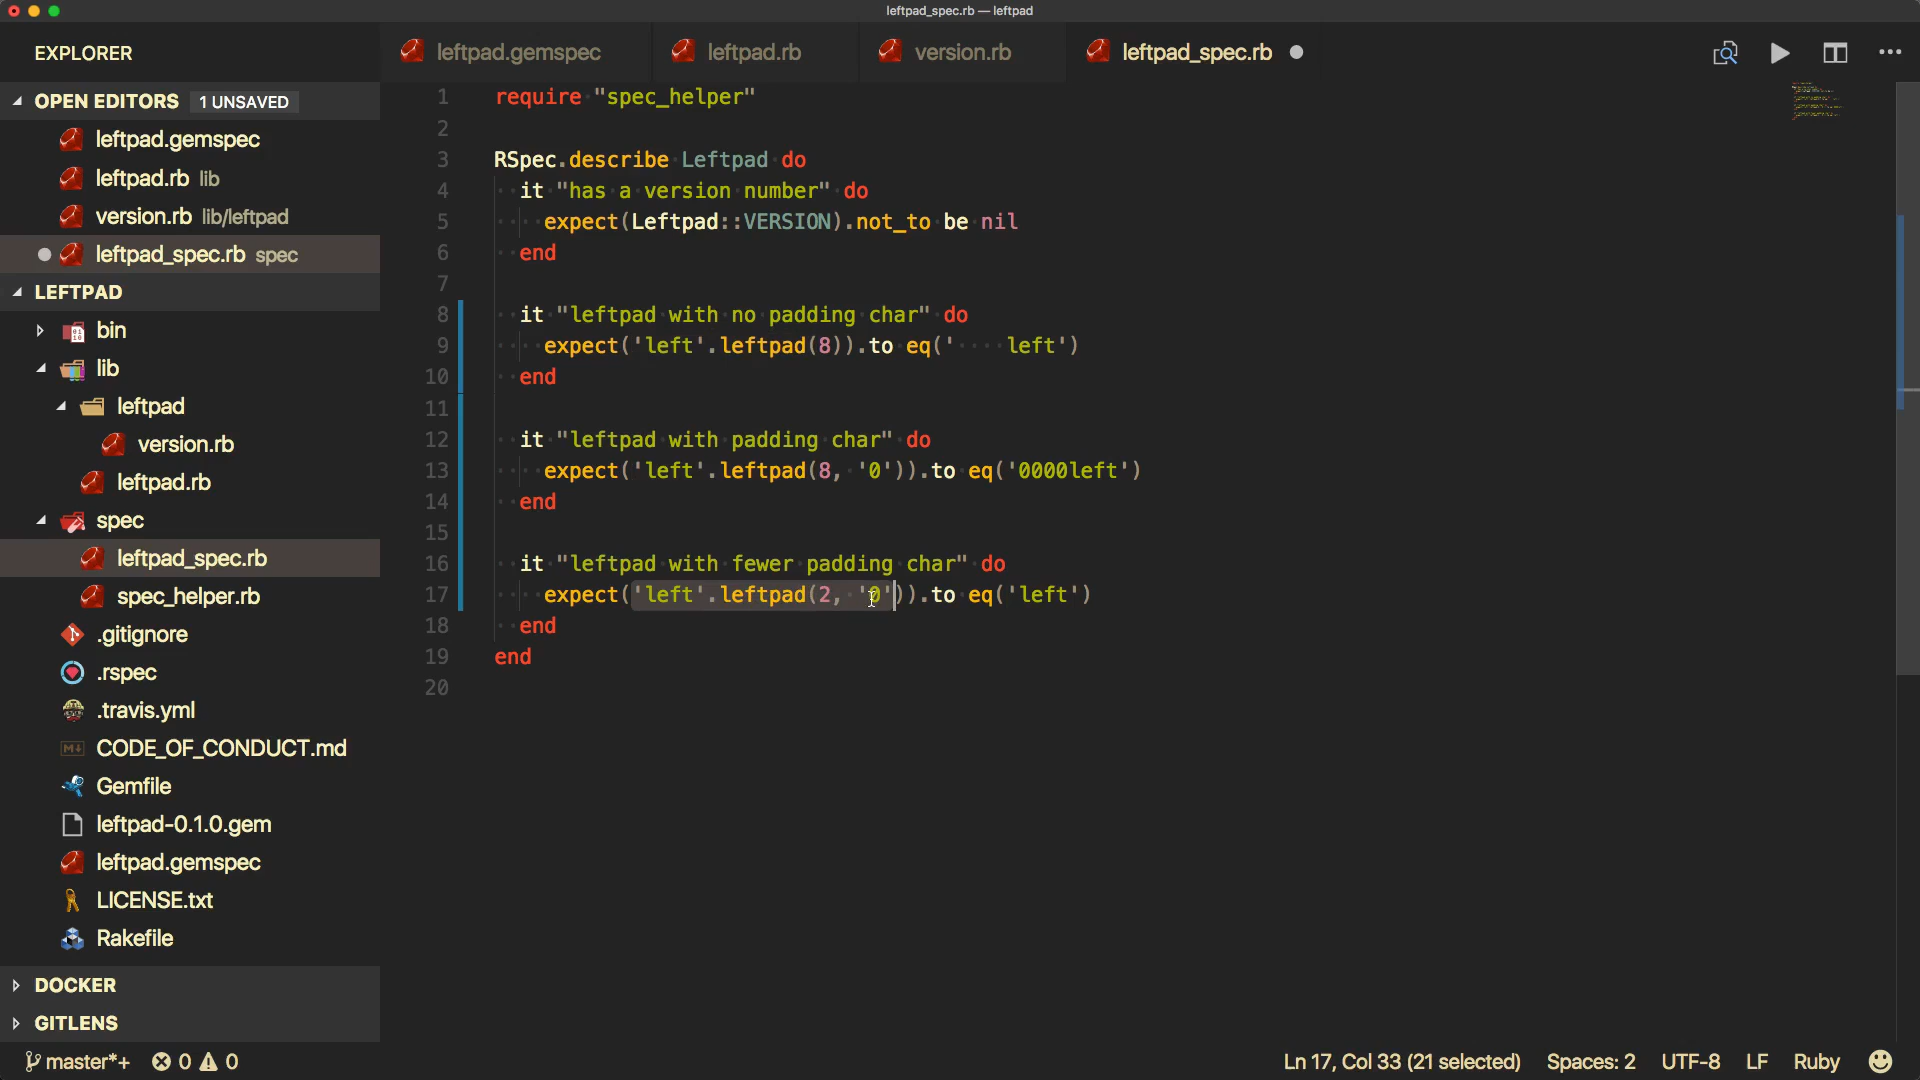 leftpad_spec.rb — leftpad
EXPLORER
leftpad.gemspec
leftpad.rb
version.rb
leftpad_spec.rb
OPEN EDITORS 1 UNSAVED
leftpad.gemspec
leftpad.rb lib
version.rb lib/leftpad
leftpad_spec.rb spec
LEFTPAD
bin
lib
leftpad
version.rb
leftpad.rb
spec
leftpad_spec.rb
spec_helper.rb
.gitignore
.rspec
.travis.yml
CODE_OF_CONDUCT.md
Gemfile
leftpad-0.1.0.gem
leftpad.gemspec
LICENSE.txt
Rakefile
DOCKER
GITLENS
1 require "spec_helper"
2
3 RSpec.describe Leftpad do
4 it "has a version number" do
5 expect(Leftpad::VERSION).not_to be nil
6 end
7
8 it "leftpad with no padding char" do
9 expect('left'.leftpad(8)).to eq('    left')
10 end
11
12 it "leftpad with padding char" do
13 expect('left'.leftpad(8, '0')).to eq('0000left')
14 end
15
16 it "leftpad with fewer padding char" do
17 expect('left'.leftpad(2, '0')).to eq('left')
18 end
19 end
20
master*+ 0 0
Ln 17, Col 33 (21 selected) Spaces: 2 UTF-8 LF Ruby